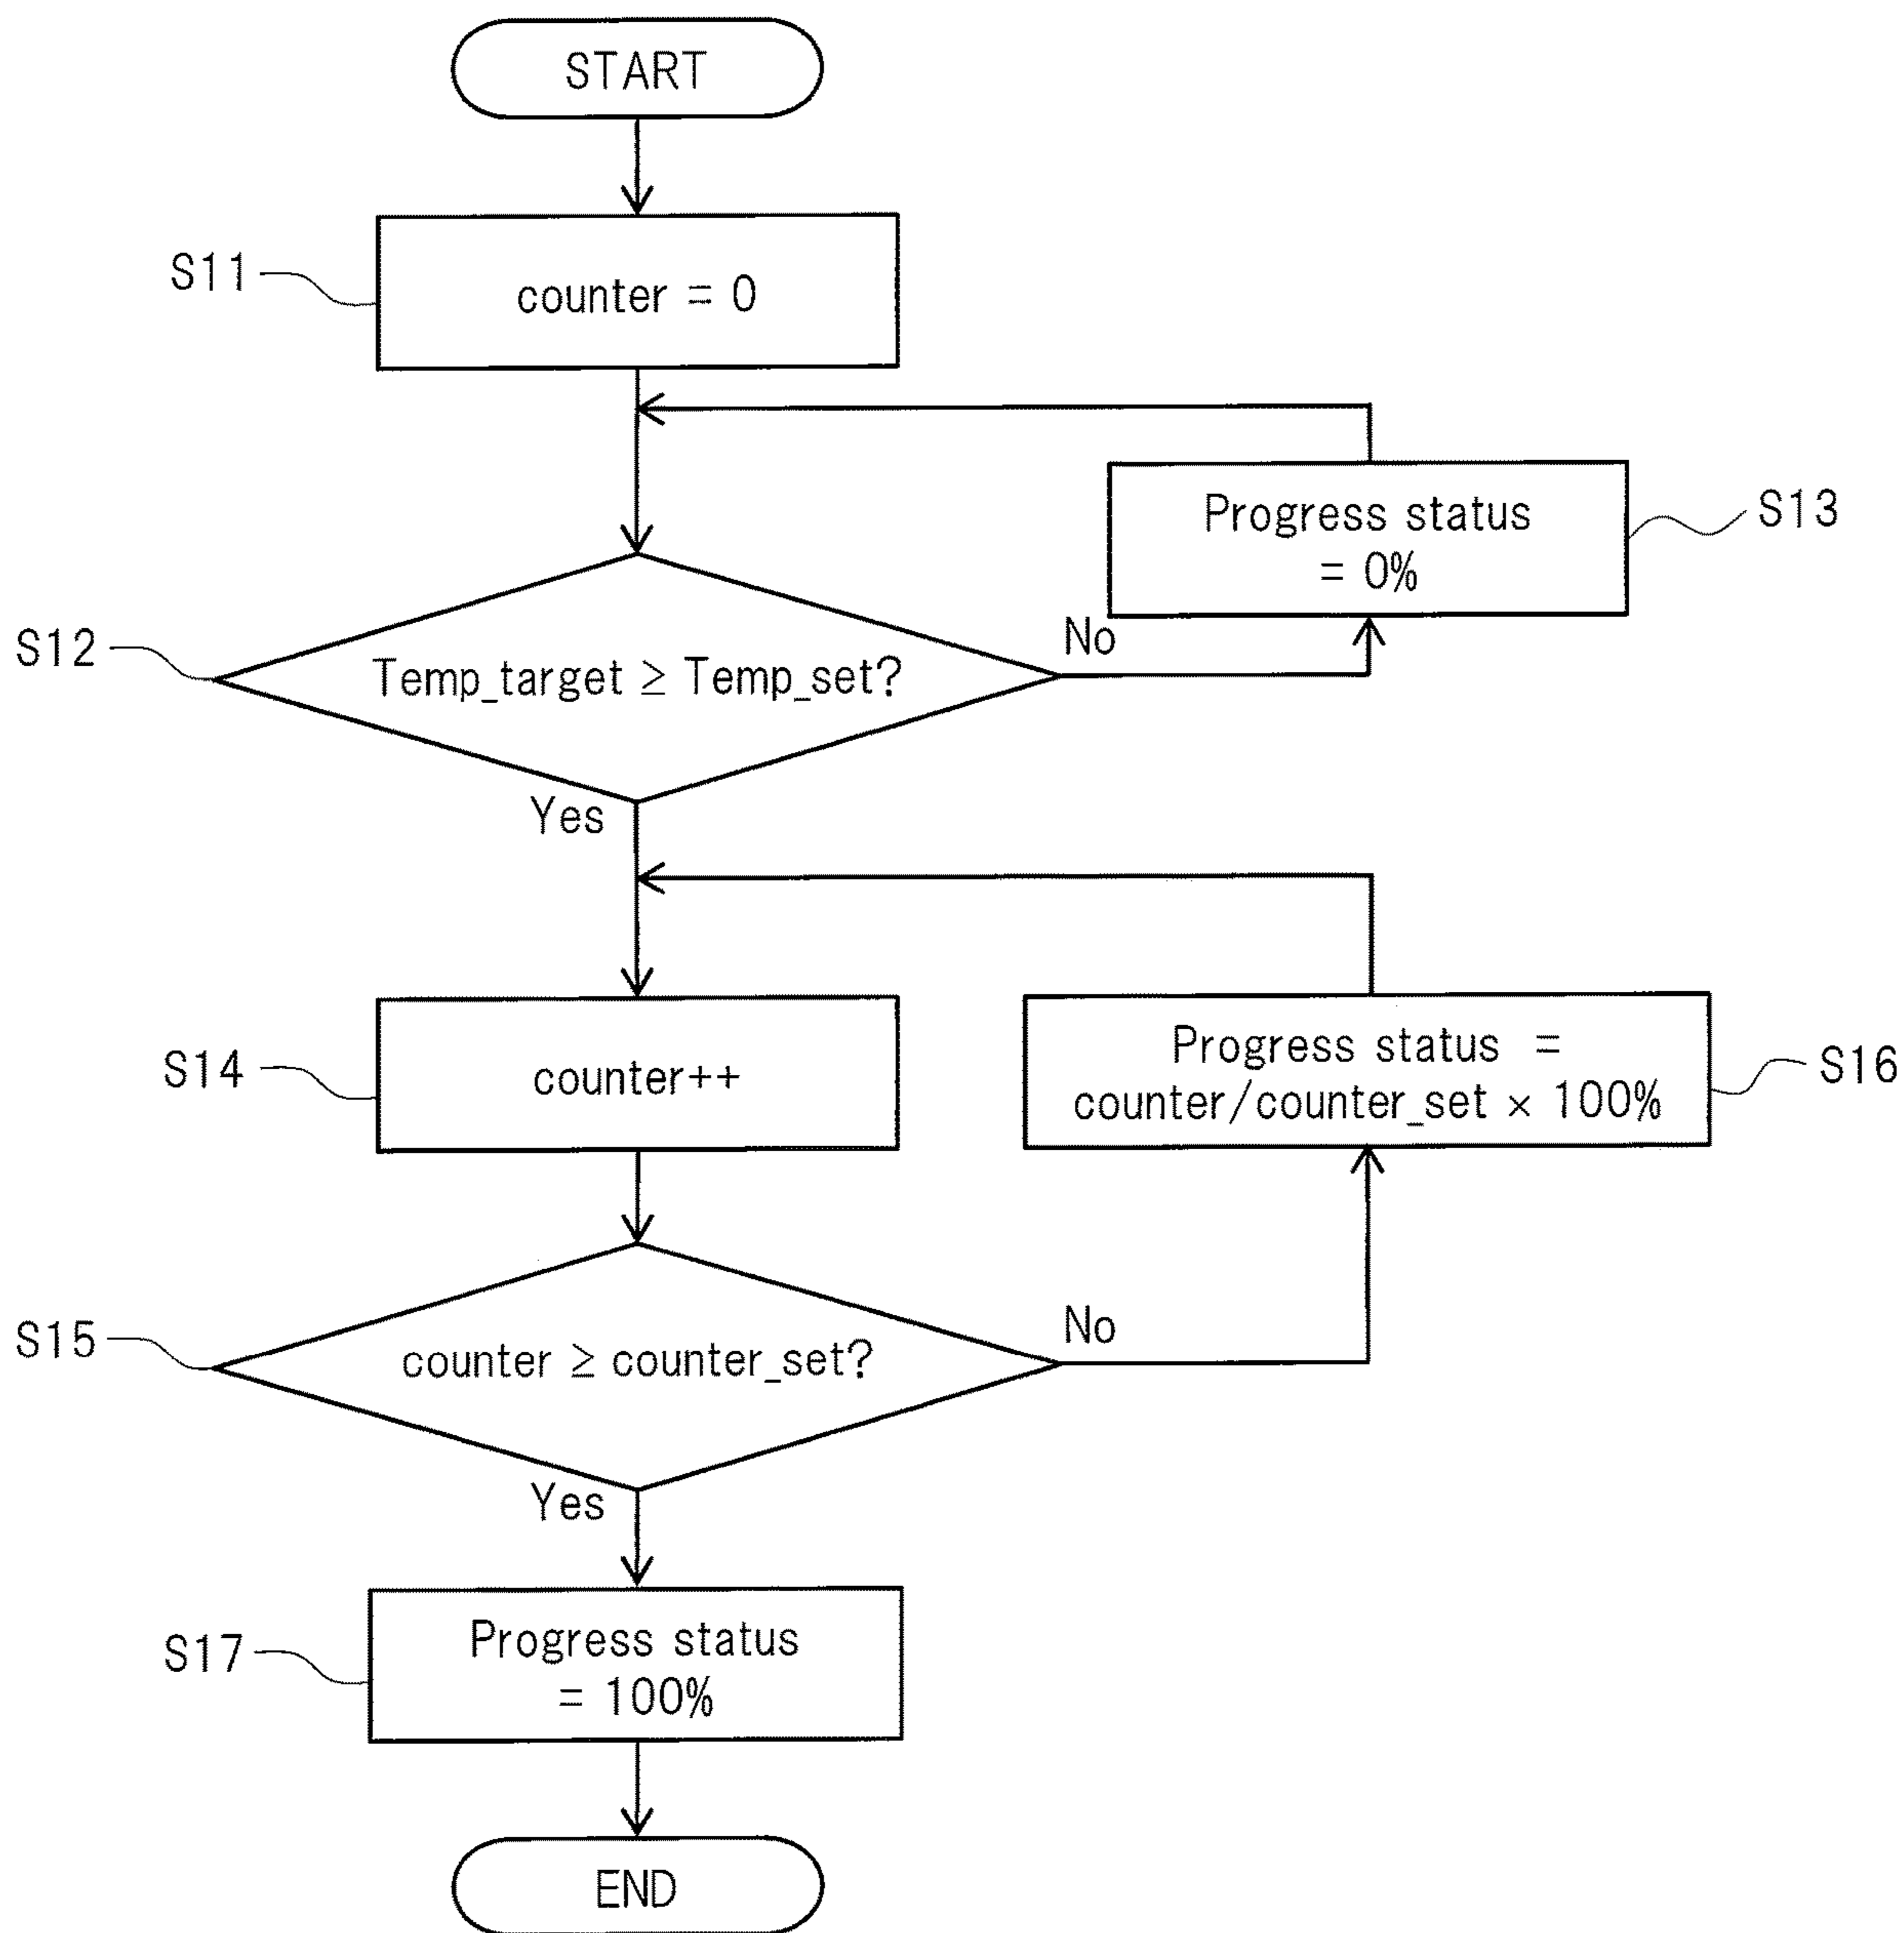 START
S11
counter = 0
Progress status
= 0%
S13
S12
Temp_target ≥ Temp_set?
No
Yes
S14
counter++
Progress status =
counter/counter_set × 100%
S16
S15
counter ≥ counter_set?
No
Yes
S17
Progress status
= 100%
END